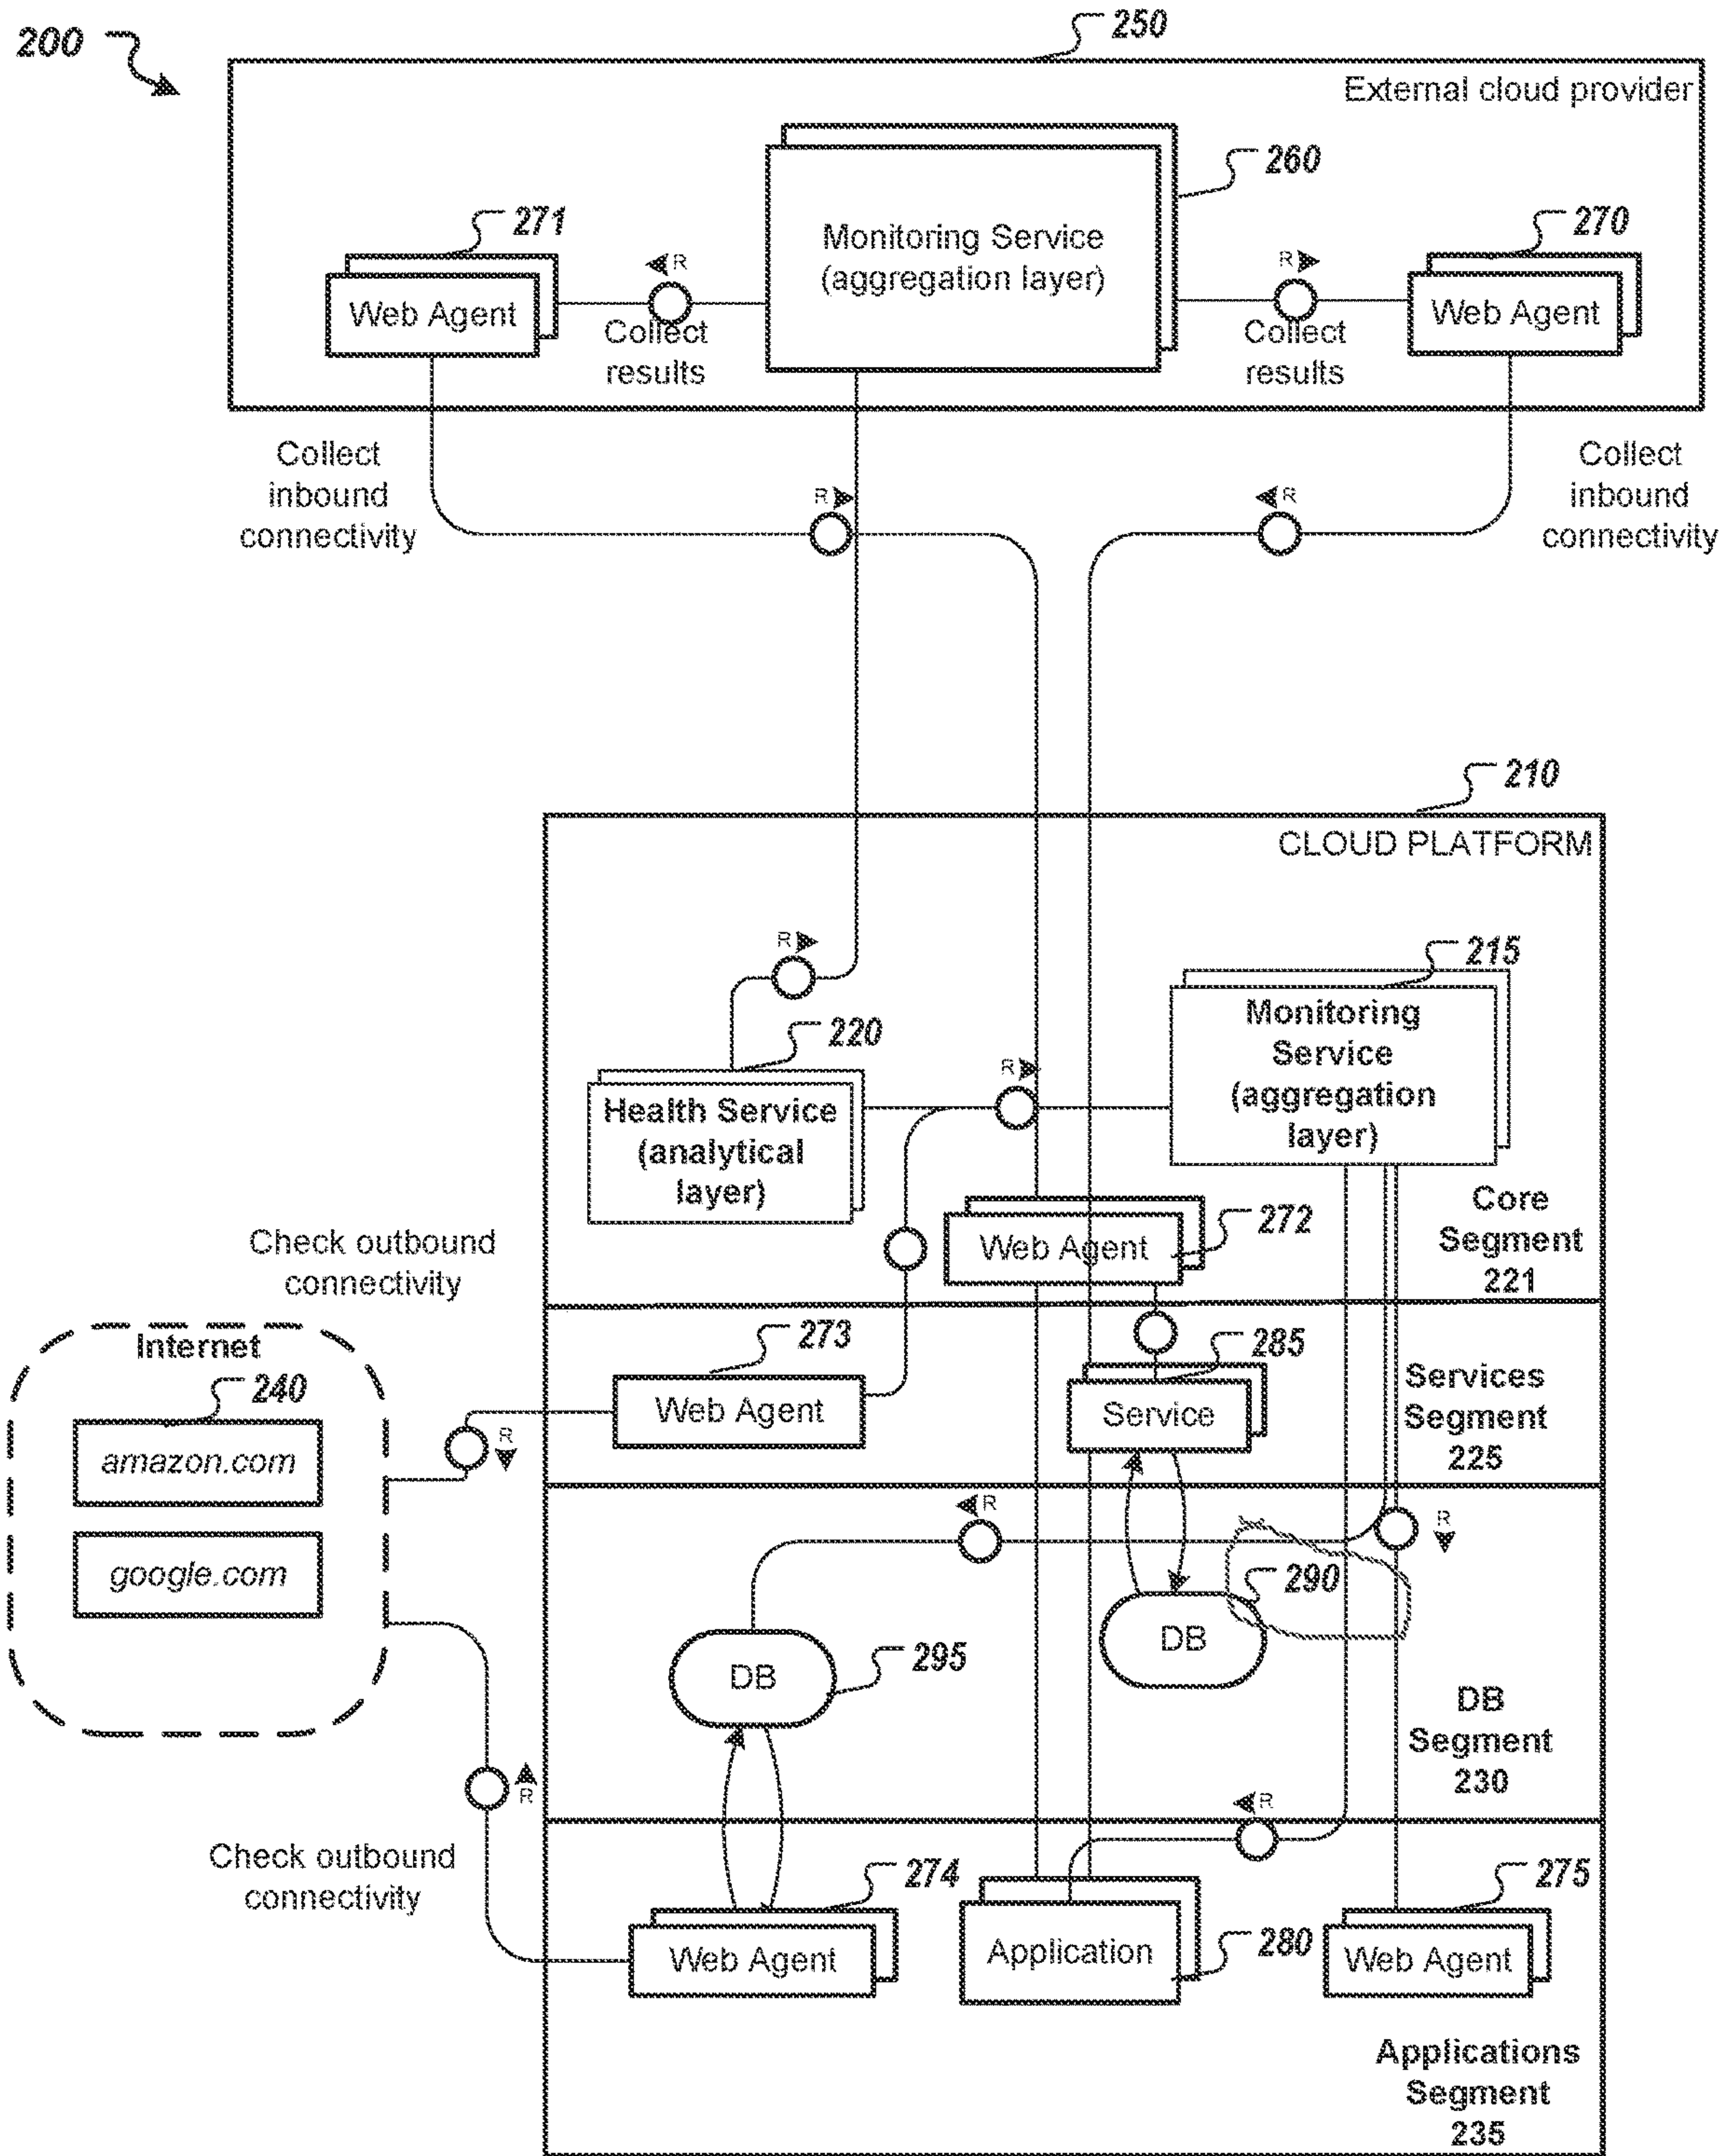 200
250
External cloud provider
260
271
270
Monitoring Service
(aggregation layer)
R
R
Web Agent
Web Agent
Collect
results
Collect
results
Collect
inbound
connectivity
Collect
inbound
connectivity
R
R
210
CLOUD PLATFORM
R
215
Monitoring
Service
(aggregation
layer)
220
R
Health Service
(analytical
layer)
Core
Segment
221
272
Web Agent
Check outbound
connectivity
Internet
273
285
240
Web Agent
Service
Services
Segment
225
R
amazon.com
google.com
R
R
290
DB
295
DB
DB
Segment
230
R
R
Check outbound
connectivity
274
275
Web Agent
Application
280
Web Agent
Applications
Segment
235